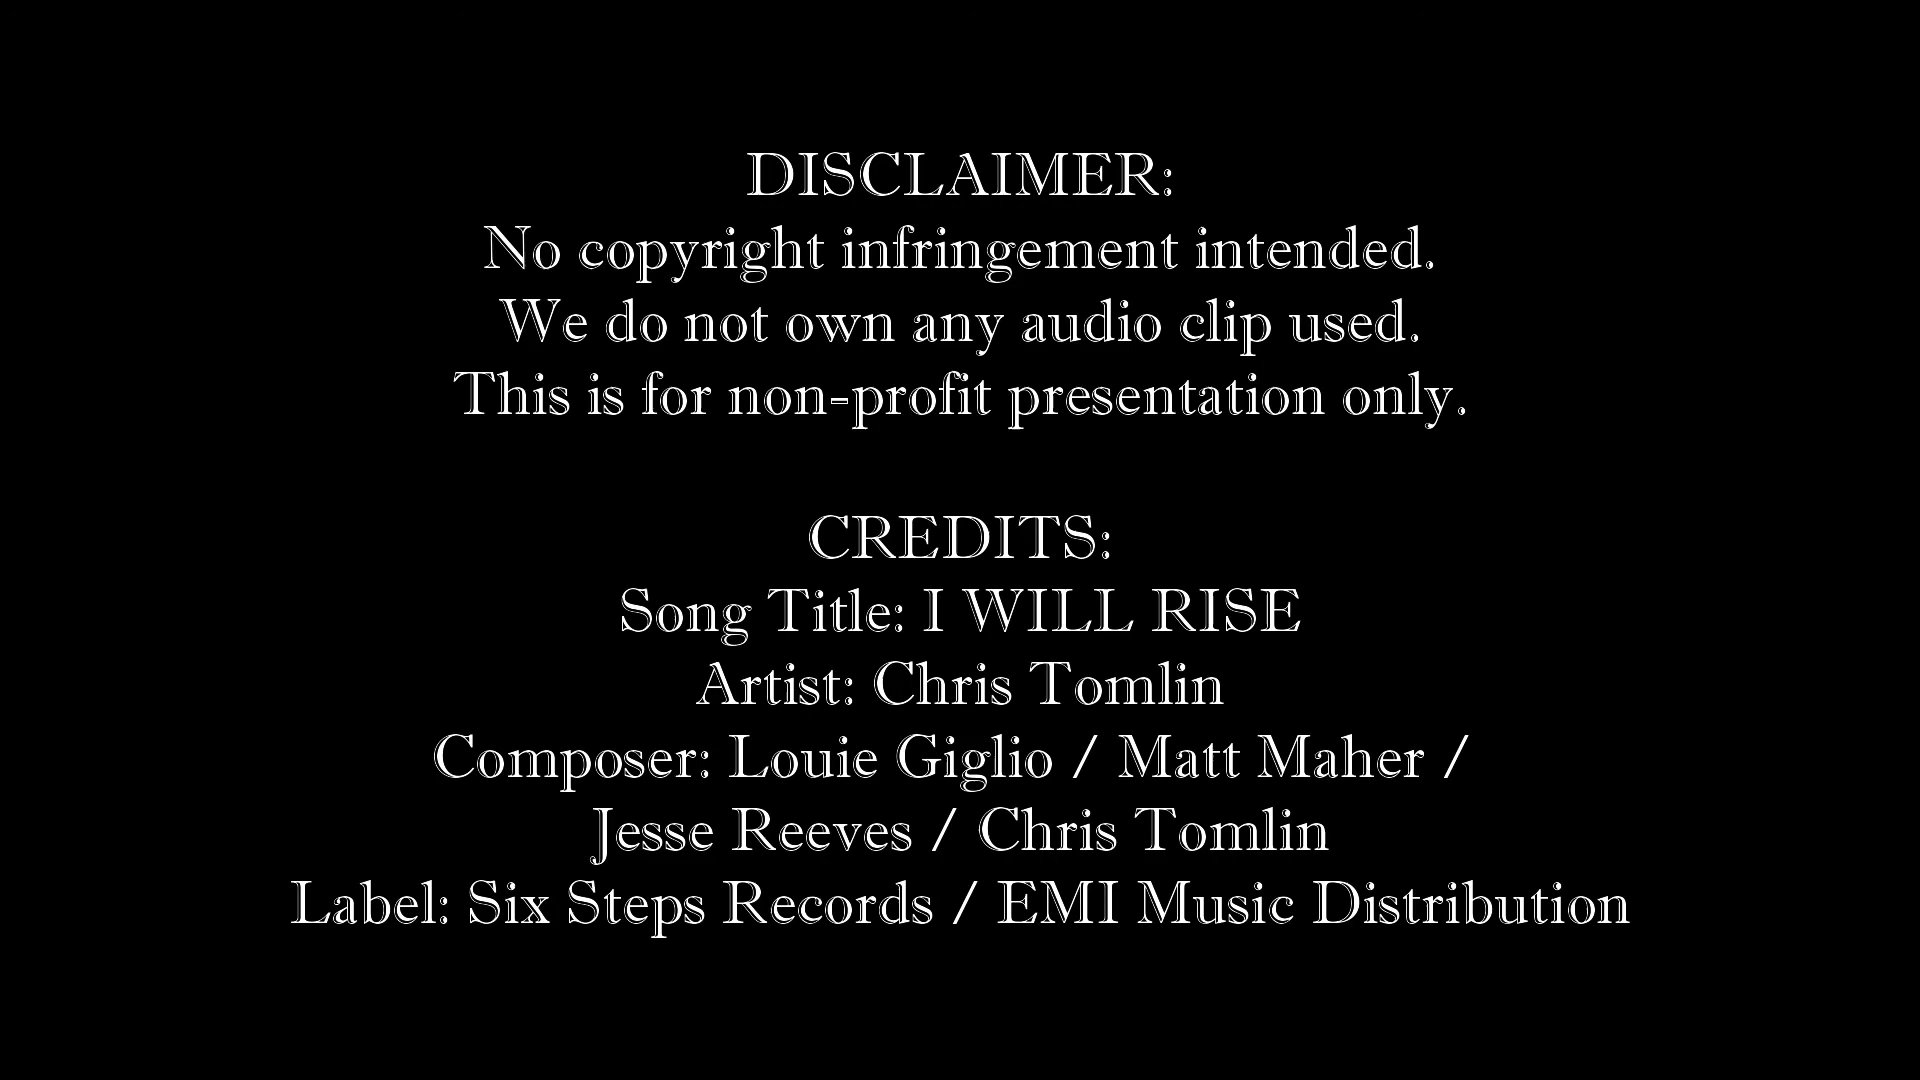 DISCLAIMER:
No copyright infringement intended.
We do not own any audio clip used.
This is for non-profit presentation only.
CREDITS:
Song Title: I WILL RISE
Artist: Chris Tomlin
Composer: Louie Giglio / Matt Maher /
Jesse Reeves / Chris Tomlin
Label: Six Steps Records / EMI Music Distribution